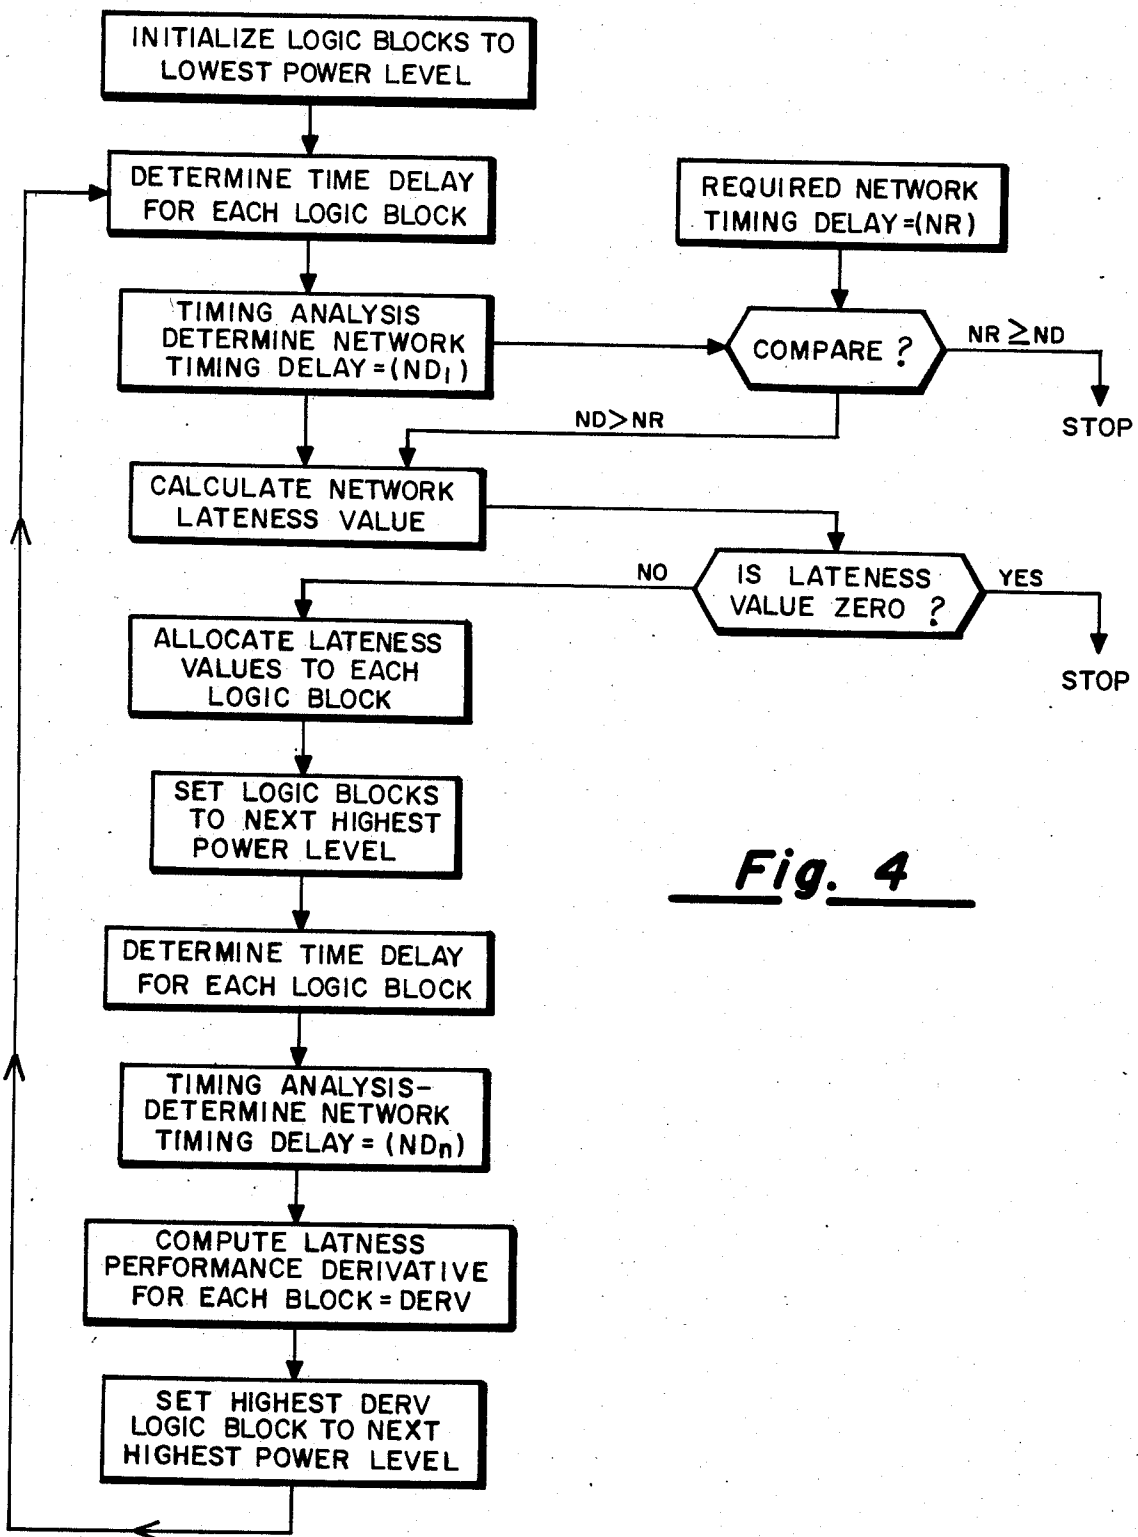 INITIALIZE LOGIC BLOCKS TO
LOWEST POWER LEVEL
DETERMINE TIME DELAY
FOR EACH LOGIC BLOCK
REQUIRED NETWORK
TIMING DELAY=(NR)
TIMING ANALYSIS
DETERMINE NETWORK
TIMING DELAY=(ND₁)
COMPARE ?
NR ≥ ND
STOP
ND>NR
CALCULATE NETWORK
LATENESS VALUE
IS LATENESS
VALUE ZERO ?
NO
YES
STOP
ALLOCATE LATENESS
VALUES TO EACH
LOGIC BLOCK
SET LOGIC BLOCKS
TO NEXT HIGHEST
POWER LEVEL
Fig. 4
DETERMINE TIME DELAY
FOR EACH LOGIC BLOCK
TIMING ANALYSIS-
DETERMINE NETWORK
TIMING DELAY = (NDn)
COMPUTE LATNESS
PERFORMANCE DERIVATIVE
FOR EACH BLOCK = DERV
SET HIGHEST DERV
LOGIC BLOCK TO NEXT
HIGHEST POWER LEVEL